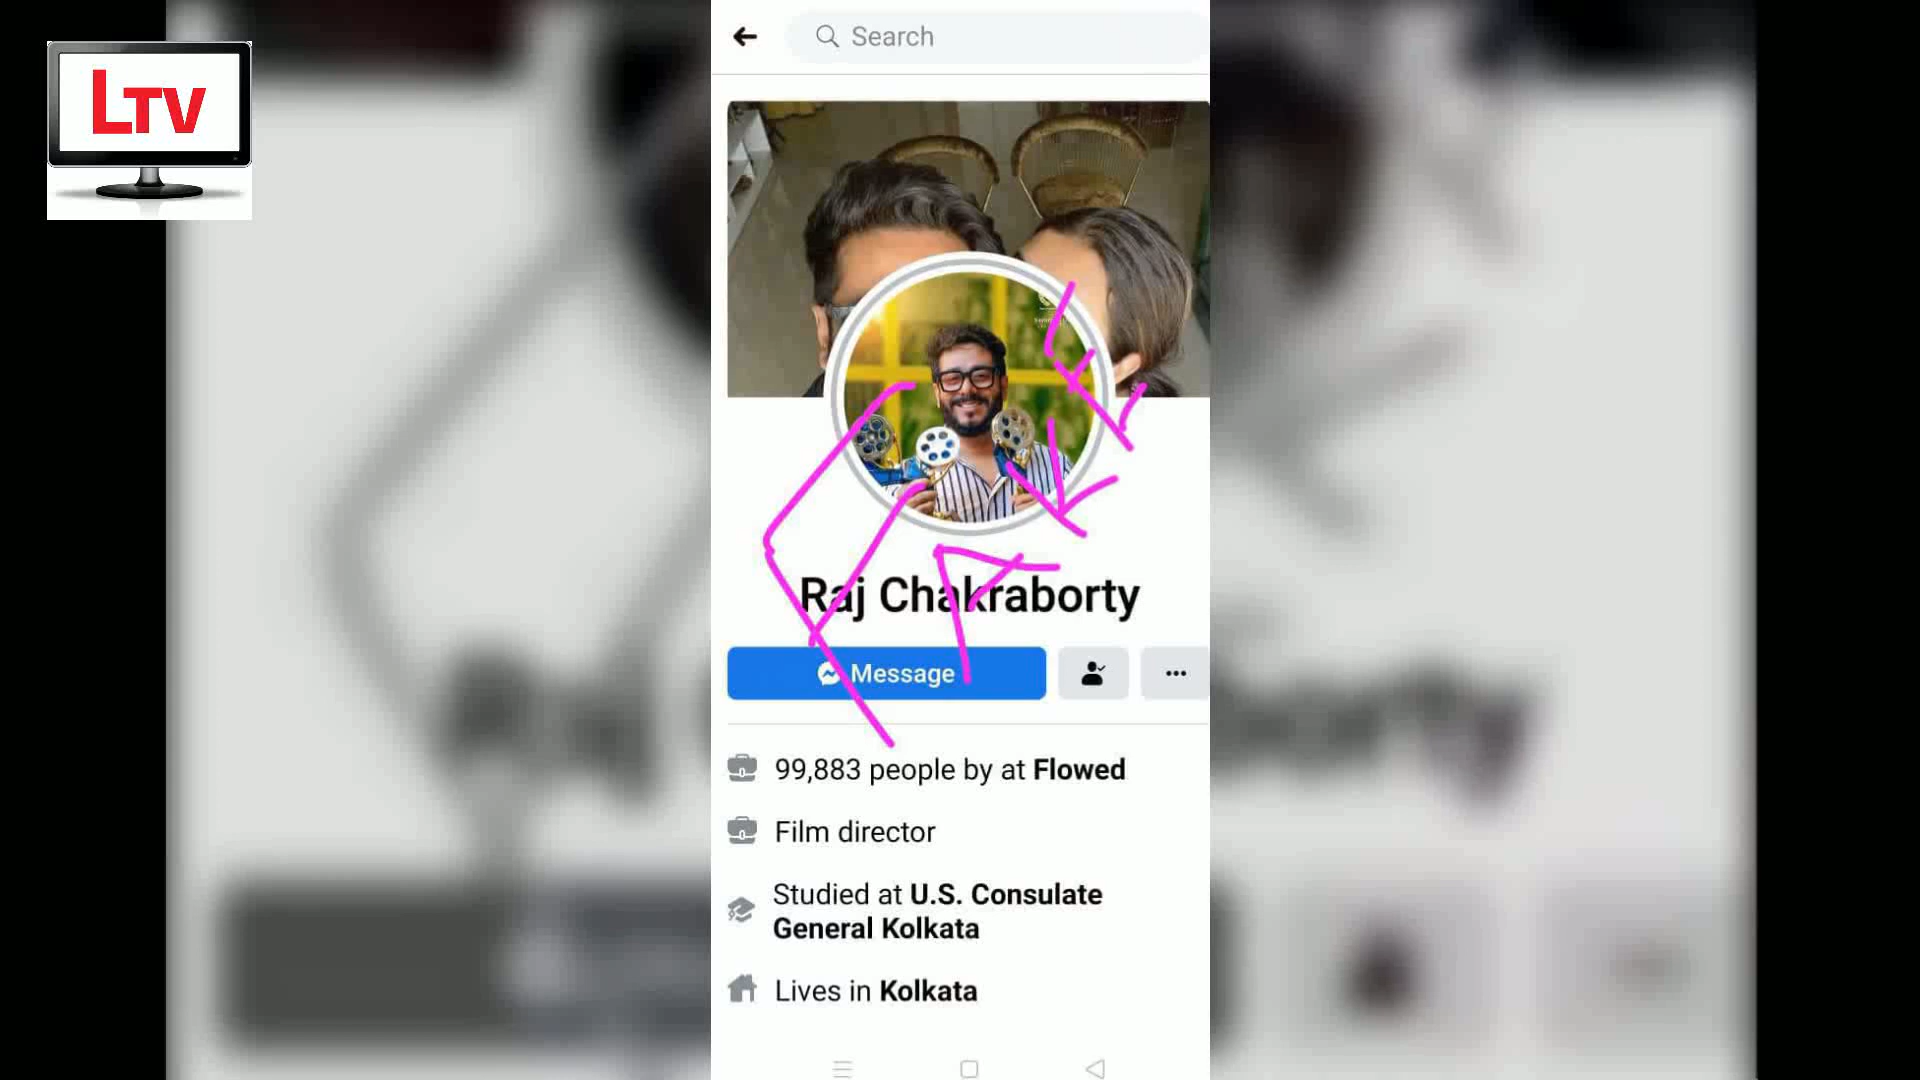 LTV
Search
Raj Chakraborty
Message
99,883 people by at Flowed
Film director
Studied at U.S. Consulate
General Kolkata
Lives in Kolkata
FAKE